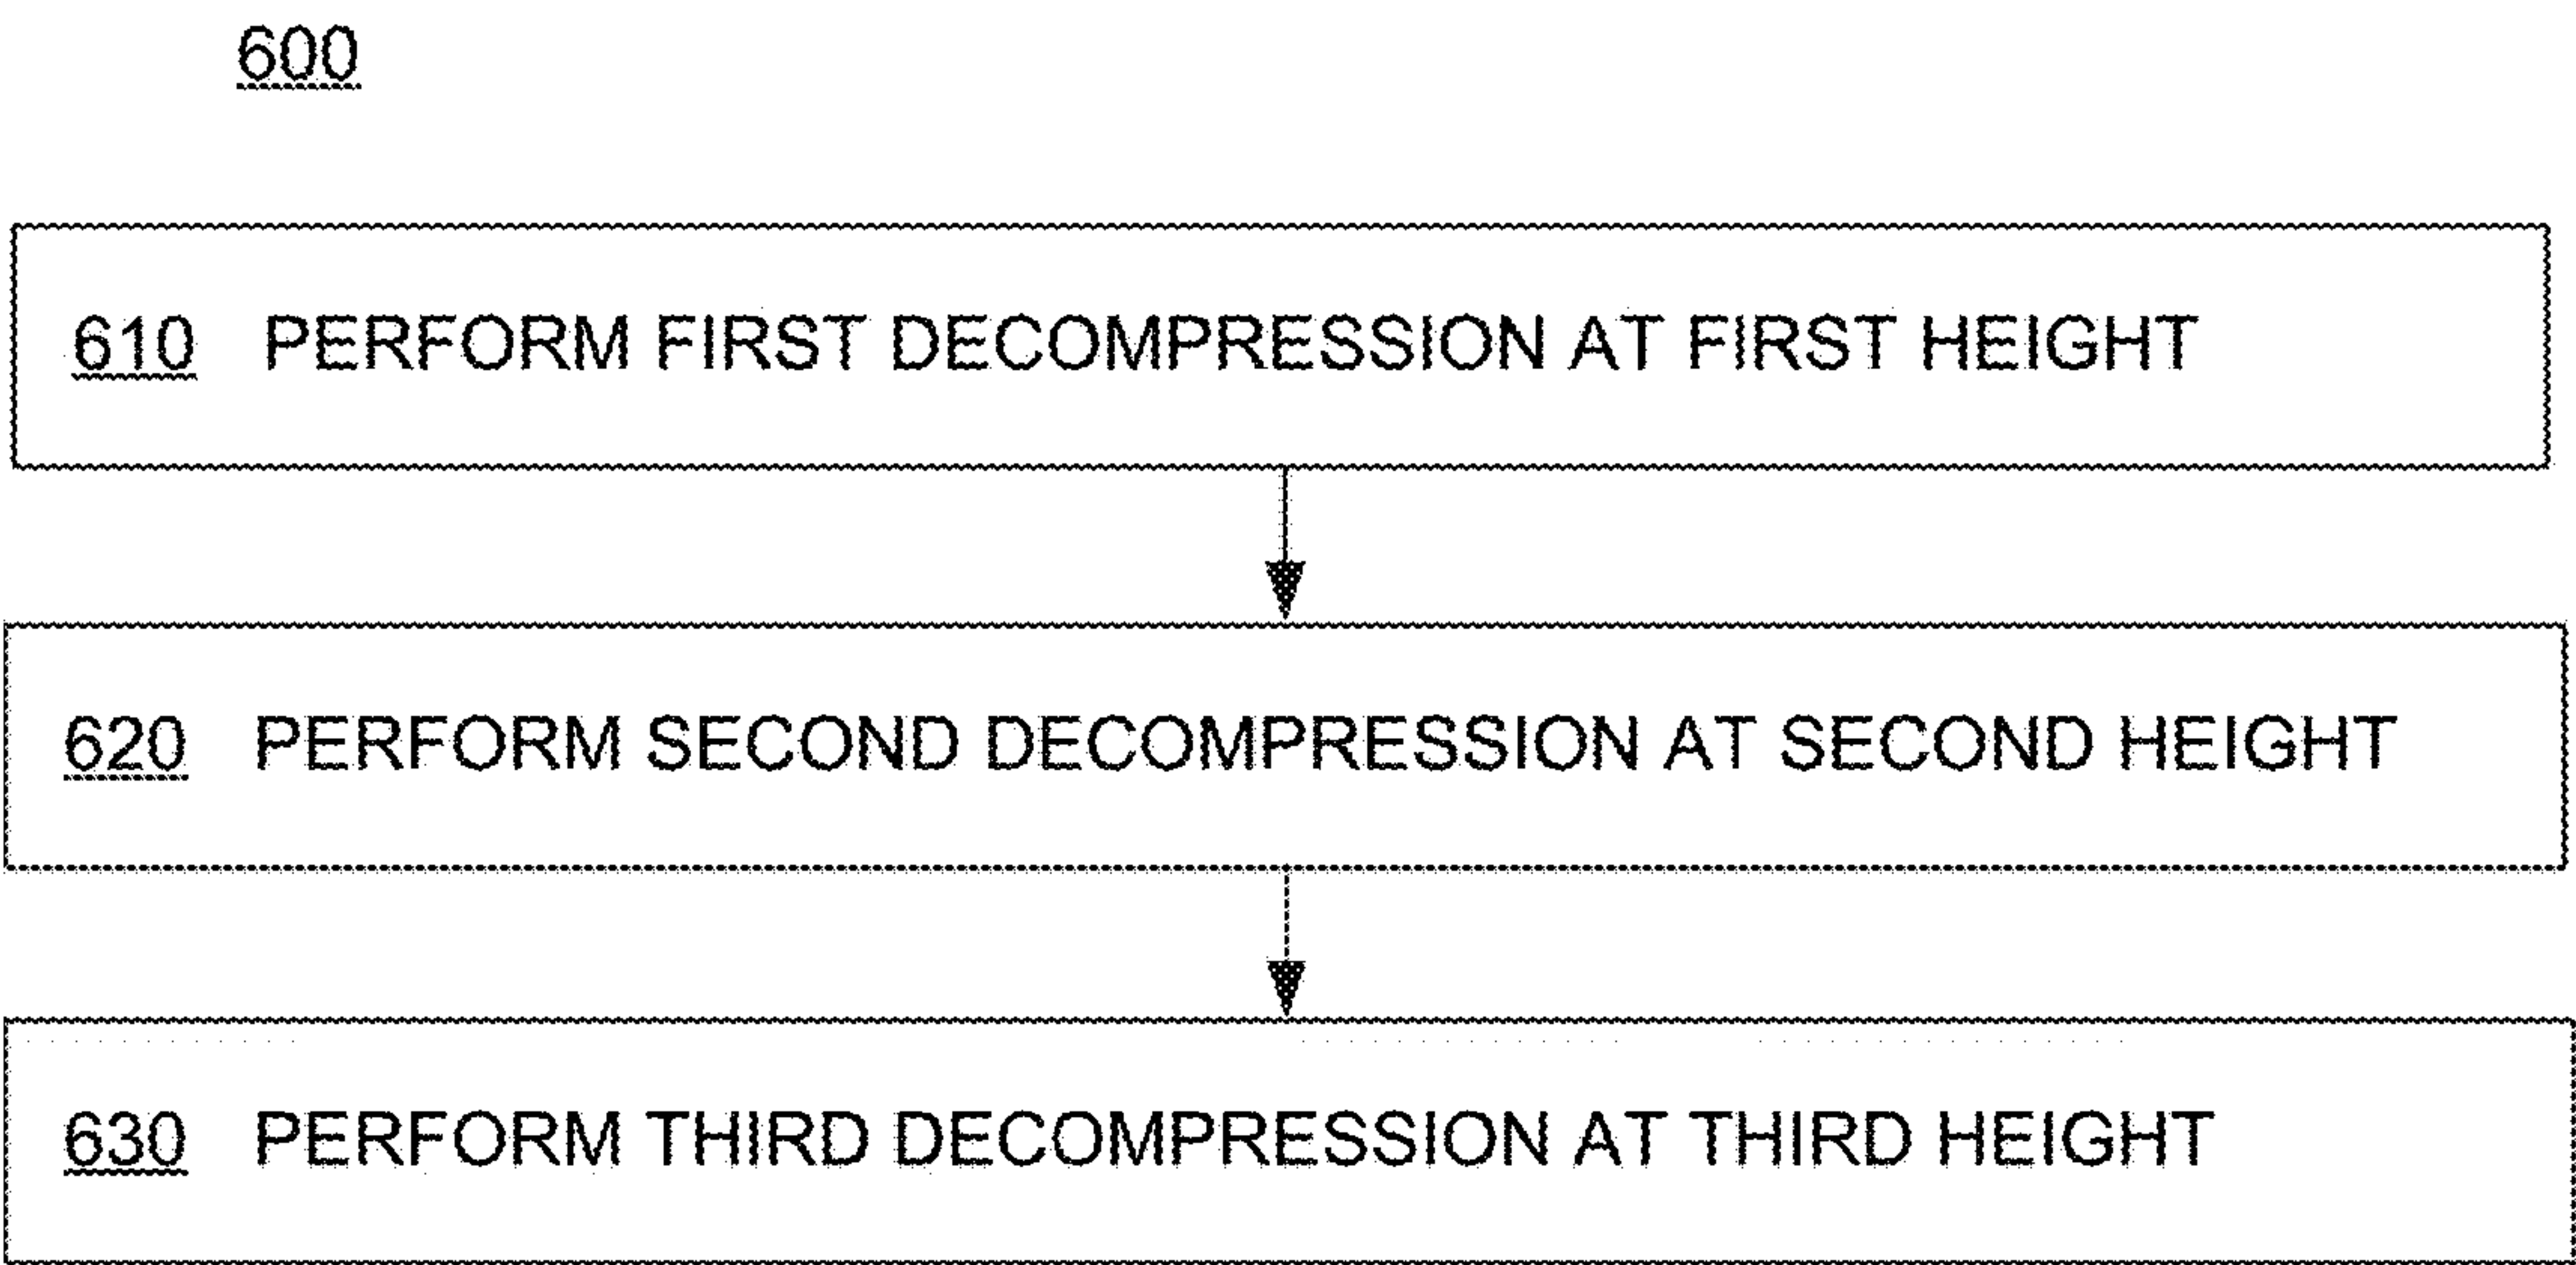 600
610 PERFORM FIRST DECOMPRESSION AT FIRST HEIGHT
620 PERFORM SECOND DECOMPRESSION AT SECOND HEIGHT
630 PERFORM THIRD DECOMPRESSION AT THIRD HEIGHT